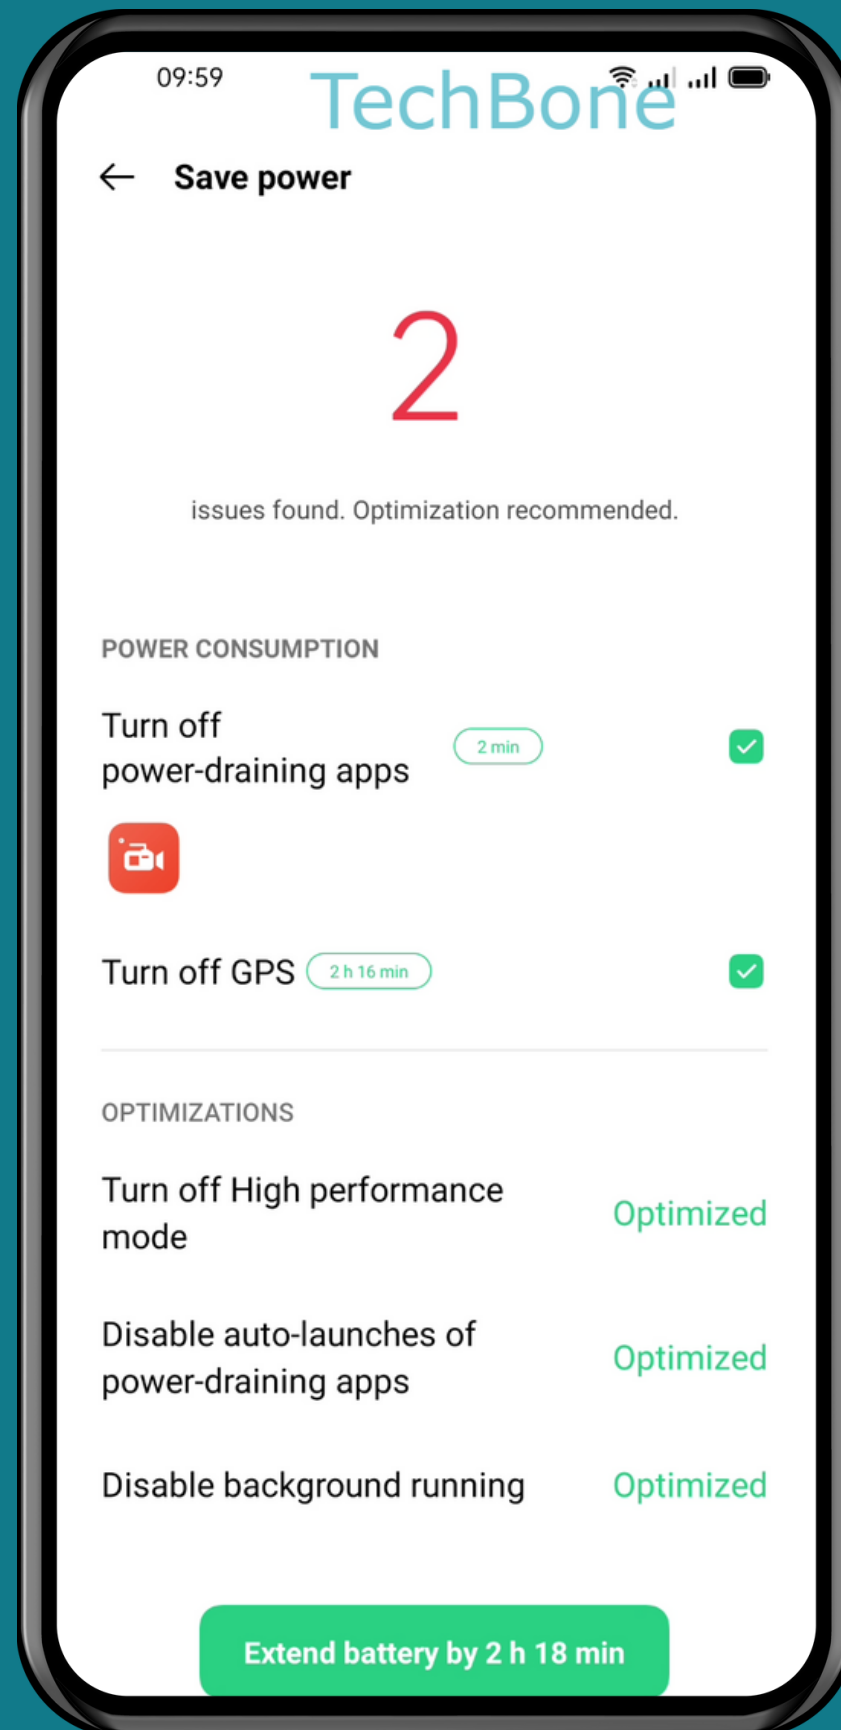 09:59
TechBone
Save power
2
issues found. Optimization recommended.
POWER CONSUMPTION
Turn off
power-draining apps
2 min
Turn off GPS
2 h 16 min
OPTIMIZATIONS
Turn off High performance
mode
Optimized
Disable auto-launches of
power-draining apps
Optimized
Disable background running
Optimized
Extend battery by 2 h 18 min